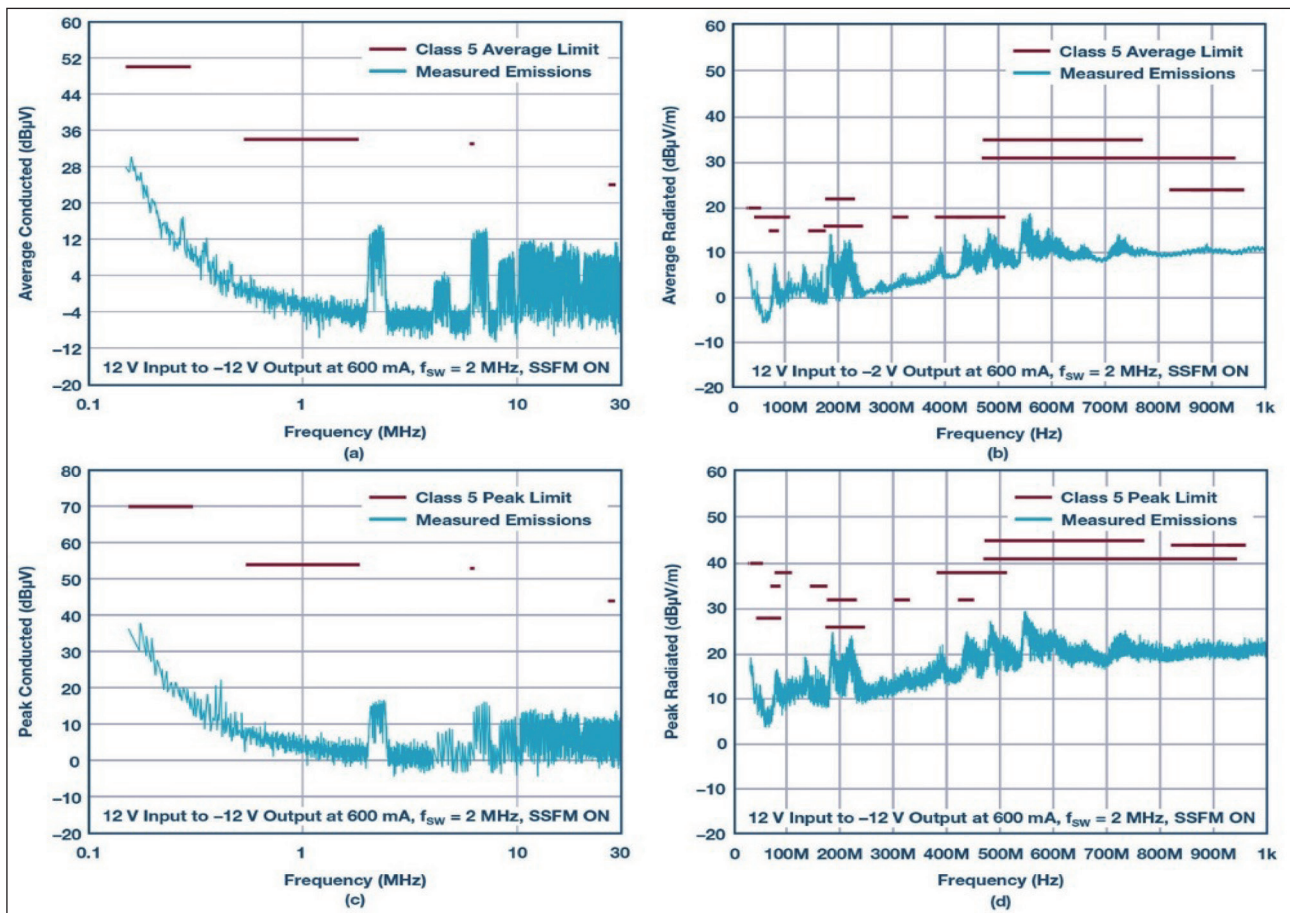 60
52
44
36
28
20
12
4
−4
−12
−20
Average Conducted (dBµV)
Class 5 Average Limit
Measured Emissions
12 V Input to −12 V Output at 600 mA, fSW = 2 MHz, SSFM ON
0.1
1
10
30
Frequency (MHz)
(a)
60
50
40
30
20
10
0
−10
−20
Average Radiated (dBµV/m)
Class 5 Average Limit
Measured Emissions
12 V Input to −2 V Output at 600 mA, fSW = 2 MHz, SSFM ON
0
100M
200M
300M
400M
500M
600M
700M
800M
900M
1k
Frequency (Hz)
(b)
80
70
60
50
40
30
20
10
0
−10
−20
Peak Conducted (dBµV)
Class 5 Peak Limit
Measured Emissions
12 V Input to −12 V Output at 600 mA, fSW = 2 MHz, SSFM ON
0.1
1
10
30
Frequency (MHz)
(c)
60
50
40
30
20
10
0
−10
−20
Peak Radiated (dBµV/m)
Class 5 Peak Limit
Measured Emissions
12 V Input to −12 V Output at 600 mA, fSW = 2 MHz, SSFM ON
0
100M
200M
300M
400M
500M
600M
700M
800M
900M
1k
Frequency (Hz)
(d)